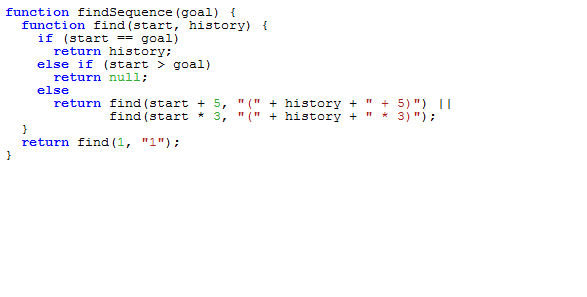 function findSequence(goal) {
  function find(start, history) {
    if (start == goal)
      return history;
    else if (start > goal)
      return null;
    else
      return find(start + 5, "(" + history + " + 5)") ||
             find(start * 3, "(" + history + " * 3)");
  }
  return find(1, "1");
}